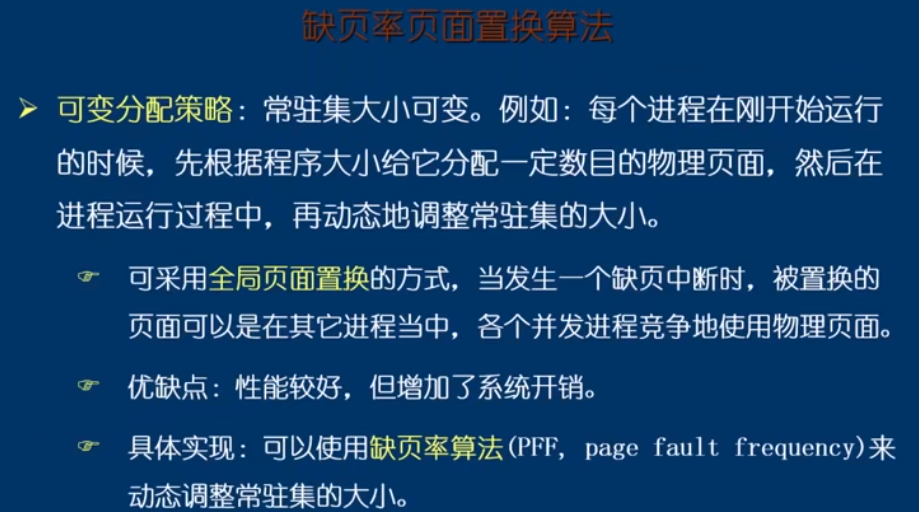 缺页率页面置换算法
可变分配策略：常驻集大小可变。例如：每个进程在刚开始运行
的时候，先根据程序大小给它分配一定数目的物理页面，然后在
进程运行过程中，再动态地调整常驻集的大小。
可采用全局页面置换的方式，当发生一个缺页中断时，被置换的
页面可以是在其它进程当中，各个并发进程竞争地使用物理页面。
优缺点：性能较好，但增加了系统开销。
具体实现：可以使用缺页率算法(PFF, page fault frequency)来
动态调整常驻集的大小。